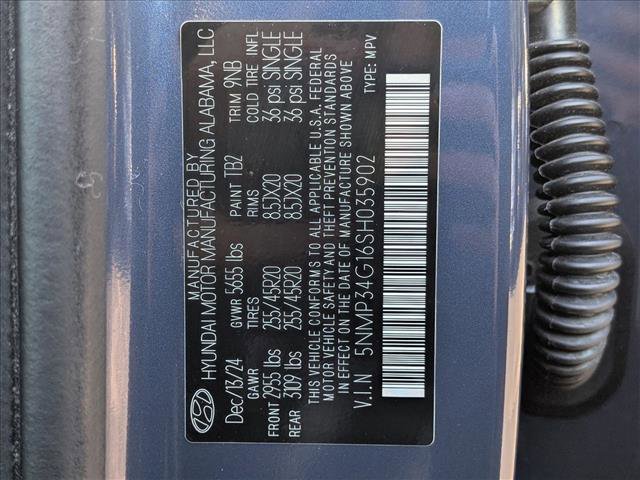 MANUFACTURED BY
HYUNDAI MOTOR MANUFACTURING ALABAMA, LLC
Dec/13/24 GVWR 5655 lbs PAINT TB2 TRIM 9NB
GAWR TIRES RIMS COLD TIRE INFL
FRONT 2955 lbs 255/45R20 8.5JX20 36 psi SINGLE
REAR 3109 lbs 255/45R20 8.5JX20 36 psi SINGLE
THIS VEHICLE CONFORMS TO ALL APPLICABLE U.S.A. FEDERAL
MOTOR VEHICLE SAFETY AND THEFT PREVENTION STANDARDS
IN EFFECT ON THE DATE OF MANUFACTURE SHOWN ABOVE
V.I.N 5NMP34G16SH035902 TYPE: MPV